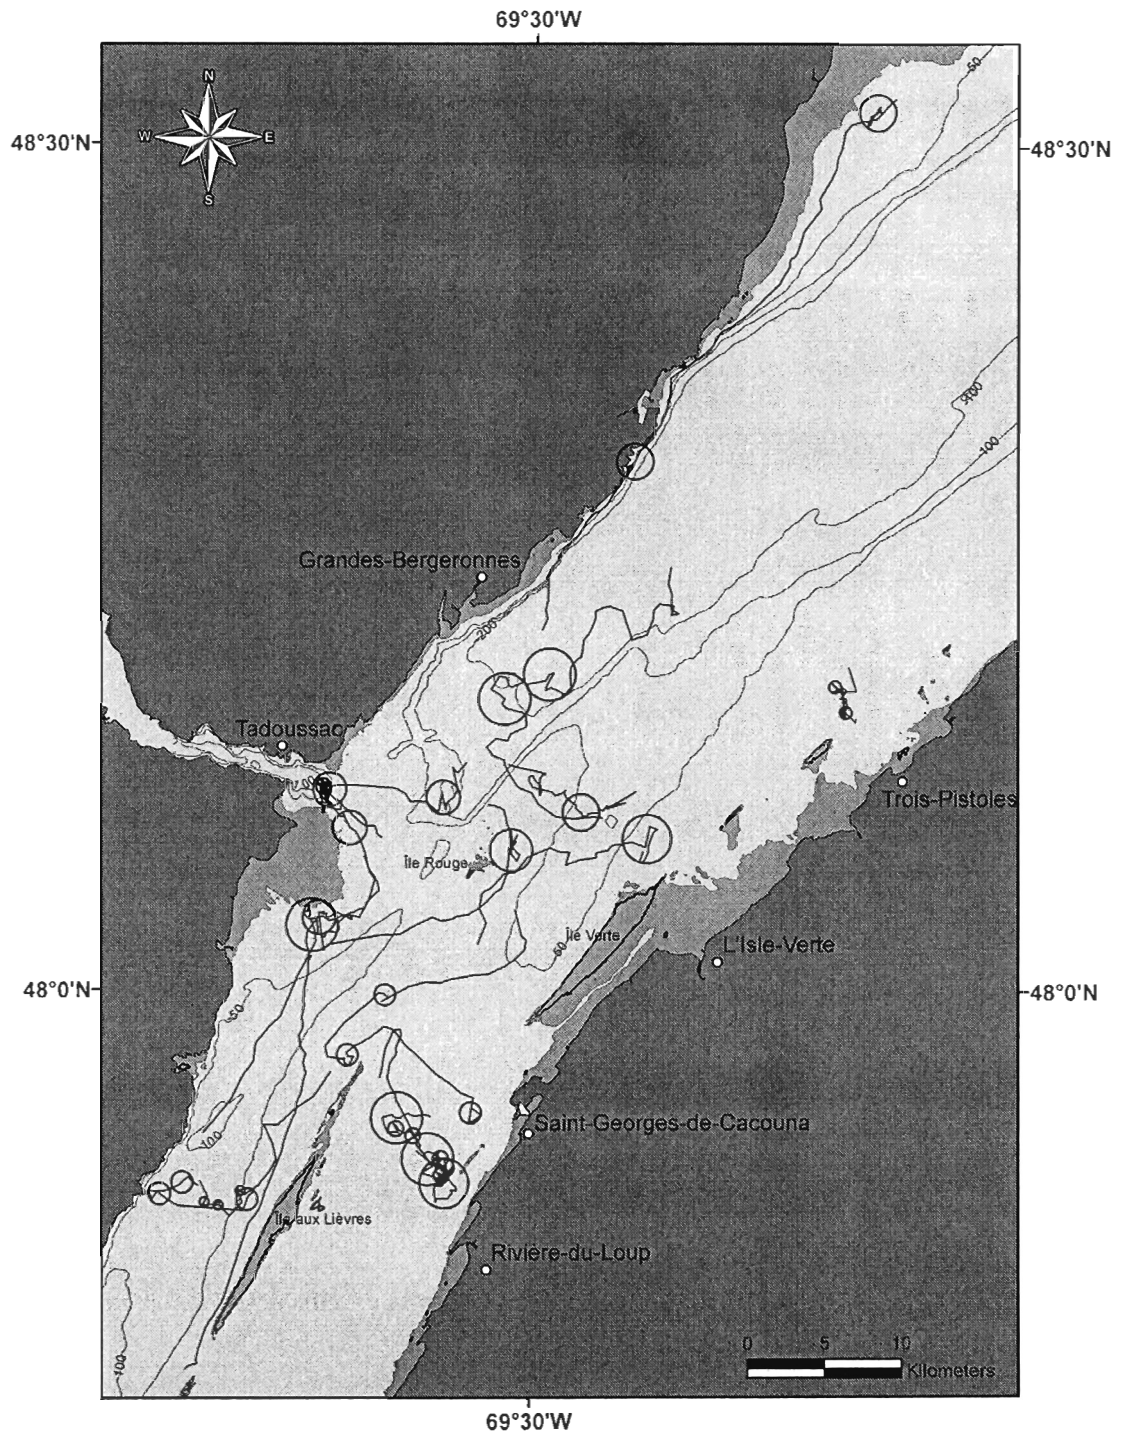 69°30'W
N
W E
S
48°30'N
48°30'N
50
200
100
Grandes-Bergeronnes
200
Tadoussac
Trois-Pistoles
Île Rouge
Île Verte
50
L'Isle-Verte
48°0'N
48°0'N
50
Saint-Georges-de-Cacouna
100
Île aux Lièvres
Rivière-du-Loup
0 5 10
Kilometers
100
69°30'W